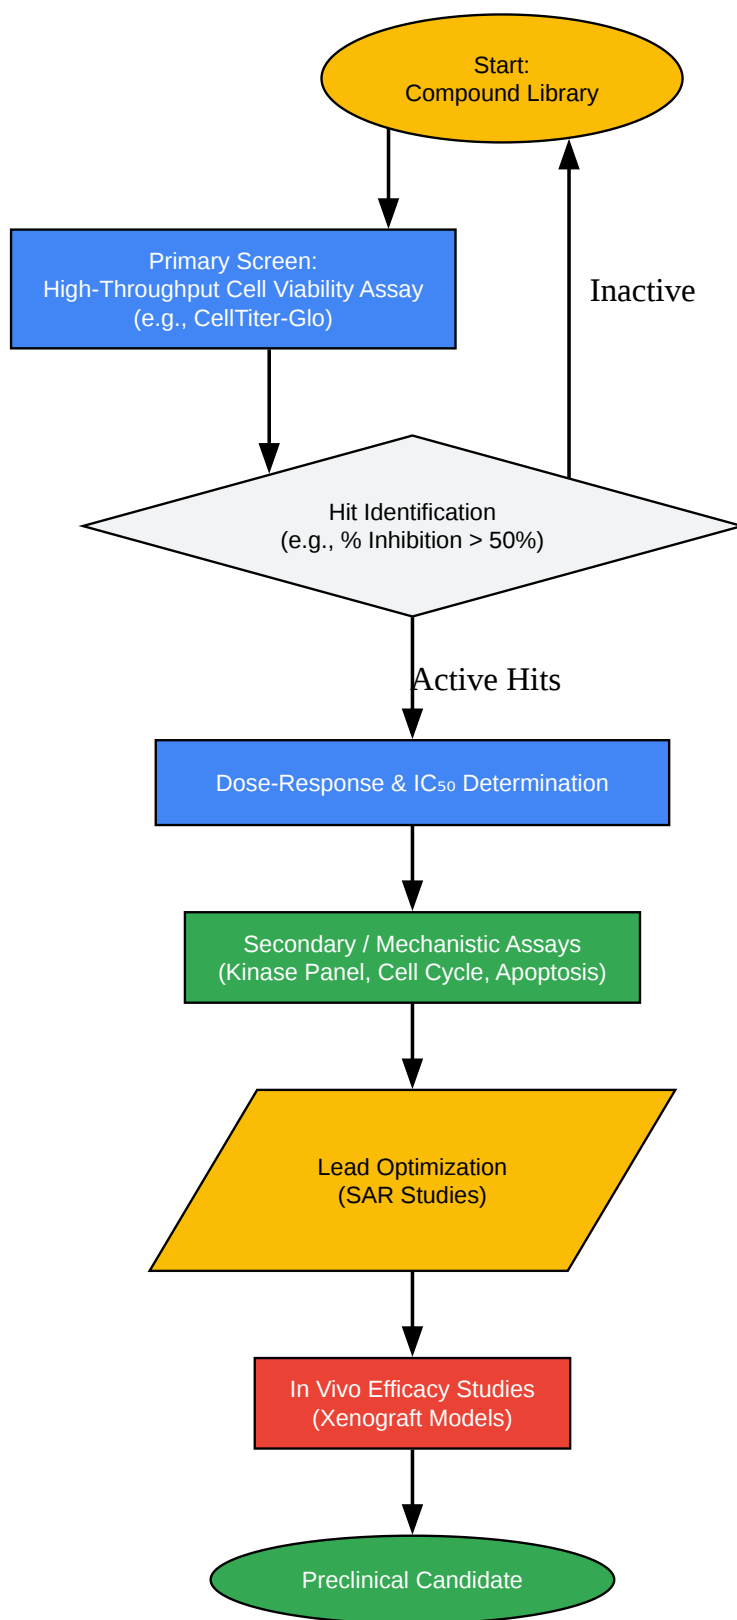 Start:
Compound Library
Primary Screen:
High-Throughput Cell Viability Assay
(e.g., CellTiter-Glo)
Inactive
Hit Identification
(e.g., % Inhibition > 50%)
Active Hits
Dose-Response & IC₅₀ Determination
Secondary / Mechanistic Assays
(Kinase Panel, Cell Cycle, Apoptosis)
Lead Optimization
(SAR Studies)
In Vivo Efficacy Studies
(Xenograft Models)
Preclinical Candidate